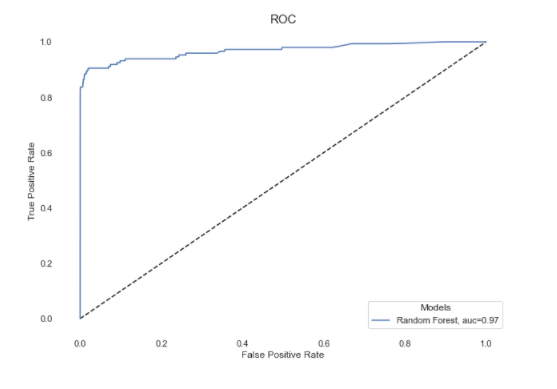 ROC
1.0
0.8
0.6
0.4
0.2
0.0
True Positive Rate
0.0 0.2 0.4 0.6 0.8 1.0
False Positive Rate
Models
Random Forest, auc=0.97